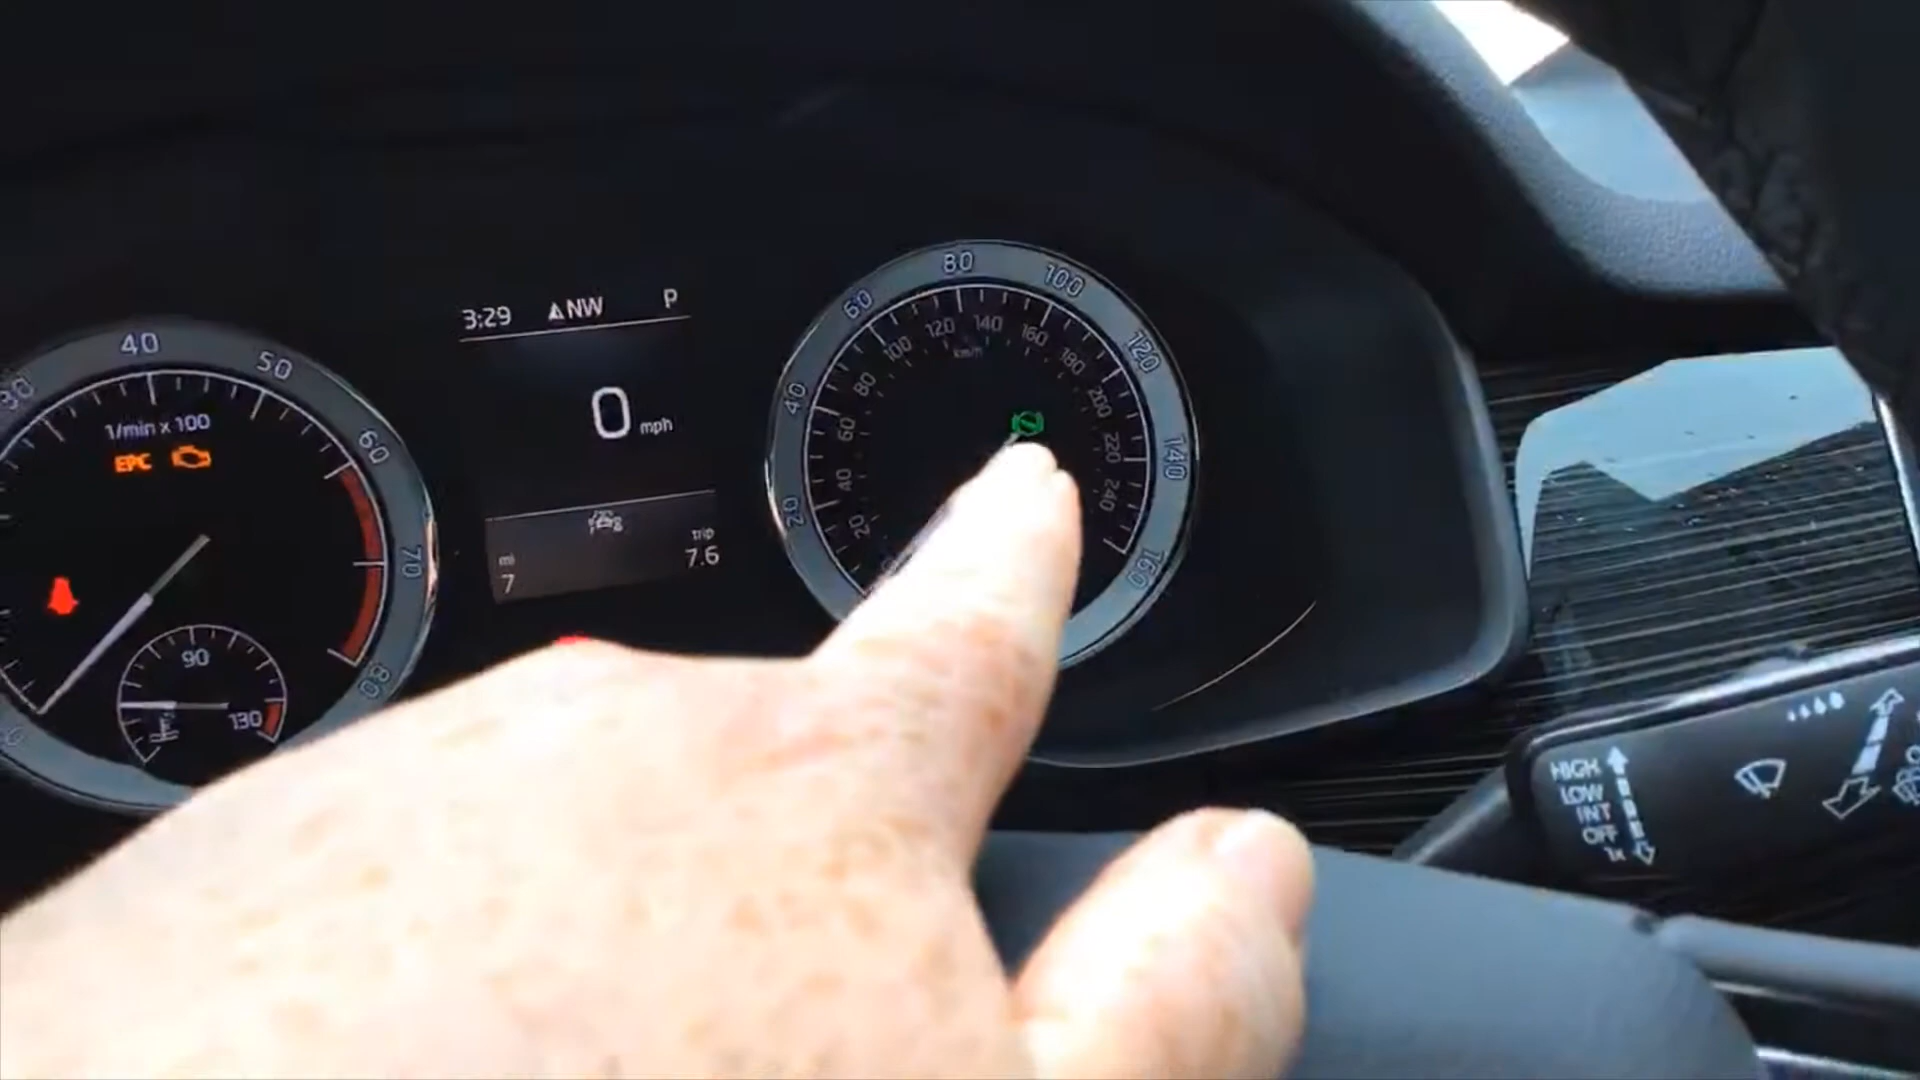 3:29 NW P
0 mph
mi trip
7 7.6
30 40 50 60 70 80
1/min x 100
EPC
90 130
20 40 60 80 100 120 140 160
20 40 60 80 100 120 140 160 180 200 220 240
km/h
HIGH
LOW
INT
OFF
1x